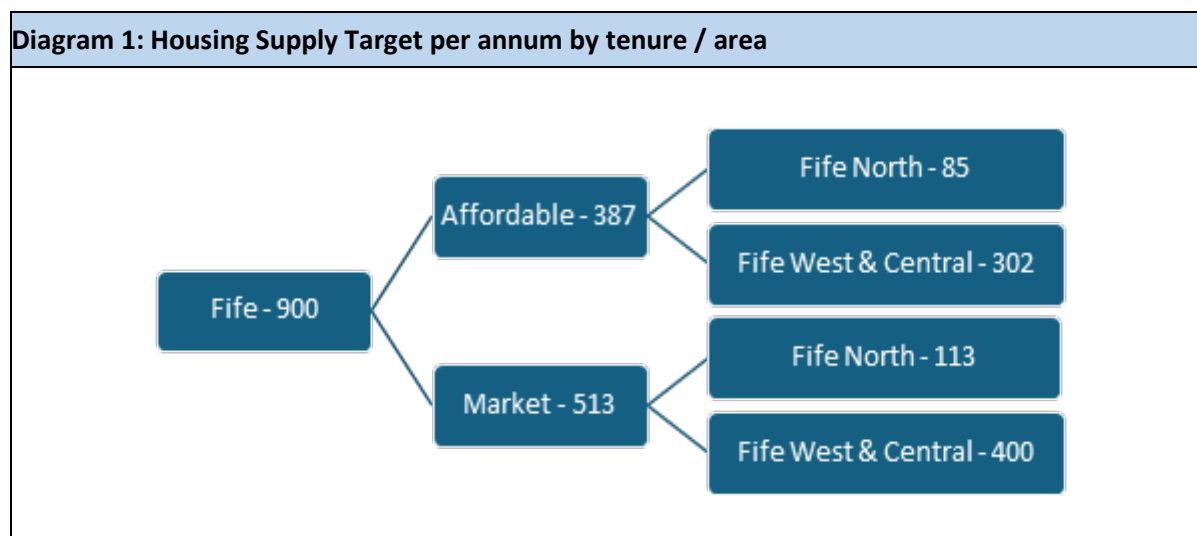 Diagram 1: Housing Supply Target per annum by tenure / area
Fife - 900
Affordable - 387
Fife North - 85
Fife West & Central - 302
Market - 513
Fife North - 113
Fife West & Central - 400